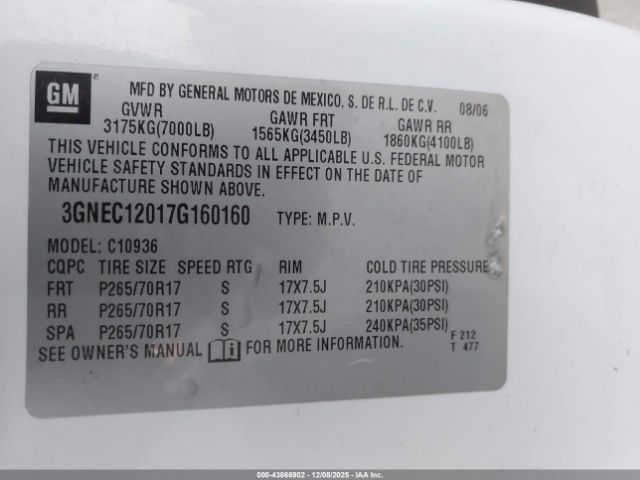 GM
MFD BY GENERAL MOTORS DE MEXICO, S. DE R.L. DE C.V. 08/06
GVWR GAWR FRT GAWR RR
3175KG(7000LB) 1565KG(3450LB) 1860KG(4100LB)
THIS VEHICLE CONFORMS TO ALL APPLICABLE U.S. FEDERAL MOTOR
VEHICLE SAFETY STANDARDS IN EFFECT ON THE DATE OF
MANUFACTURE SHOWN ABOVE.
3GNEC12017G160160 TYPE: M.P.V.
MODEL: C10936
CQPC TIRE SIZE SPEED RTG RIM COLD TIRE PRESSURE
FRT P265/70R17 S 17X7.5J 210KPA(30PSI)
RR P265/70R17 S 17X7.5J 210KPA(30PSI)
SPA P265/70R17 S 17X7.5J 240KPA(35PSI)
SEE OWNER'S MANUAL i FOR MORE INFORMATION.
F 212
T 477
000-43866902 - 12/08/2025 - IAA Inc.